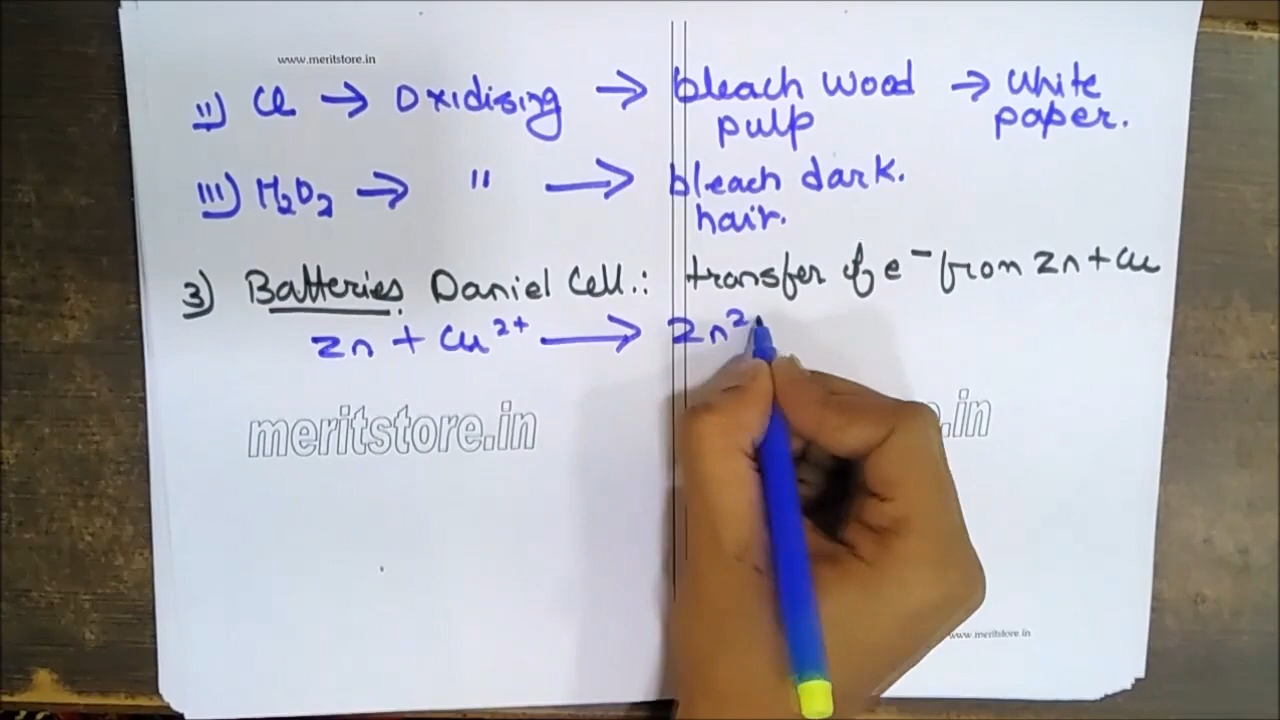 www.meritstore.in
ii) Cl → Oxidising → bleach wood → White
pulp paper.
iii) H₂O₂ → " → bleach dark.
hair.
3) Batteries. Daniel Cell.: transfer of e⁻ from Zn + Cu
Zn + Cu²⁺ → Zn²
meritstore.in
.in
www.meritstore.in